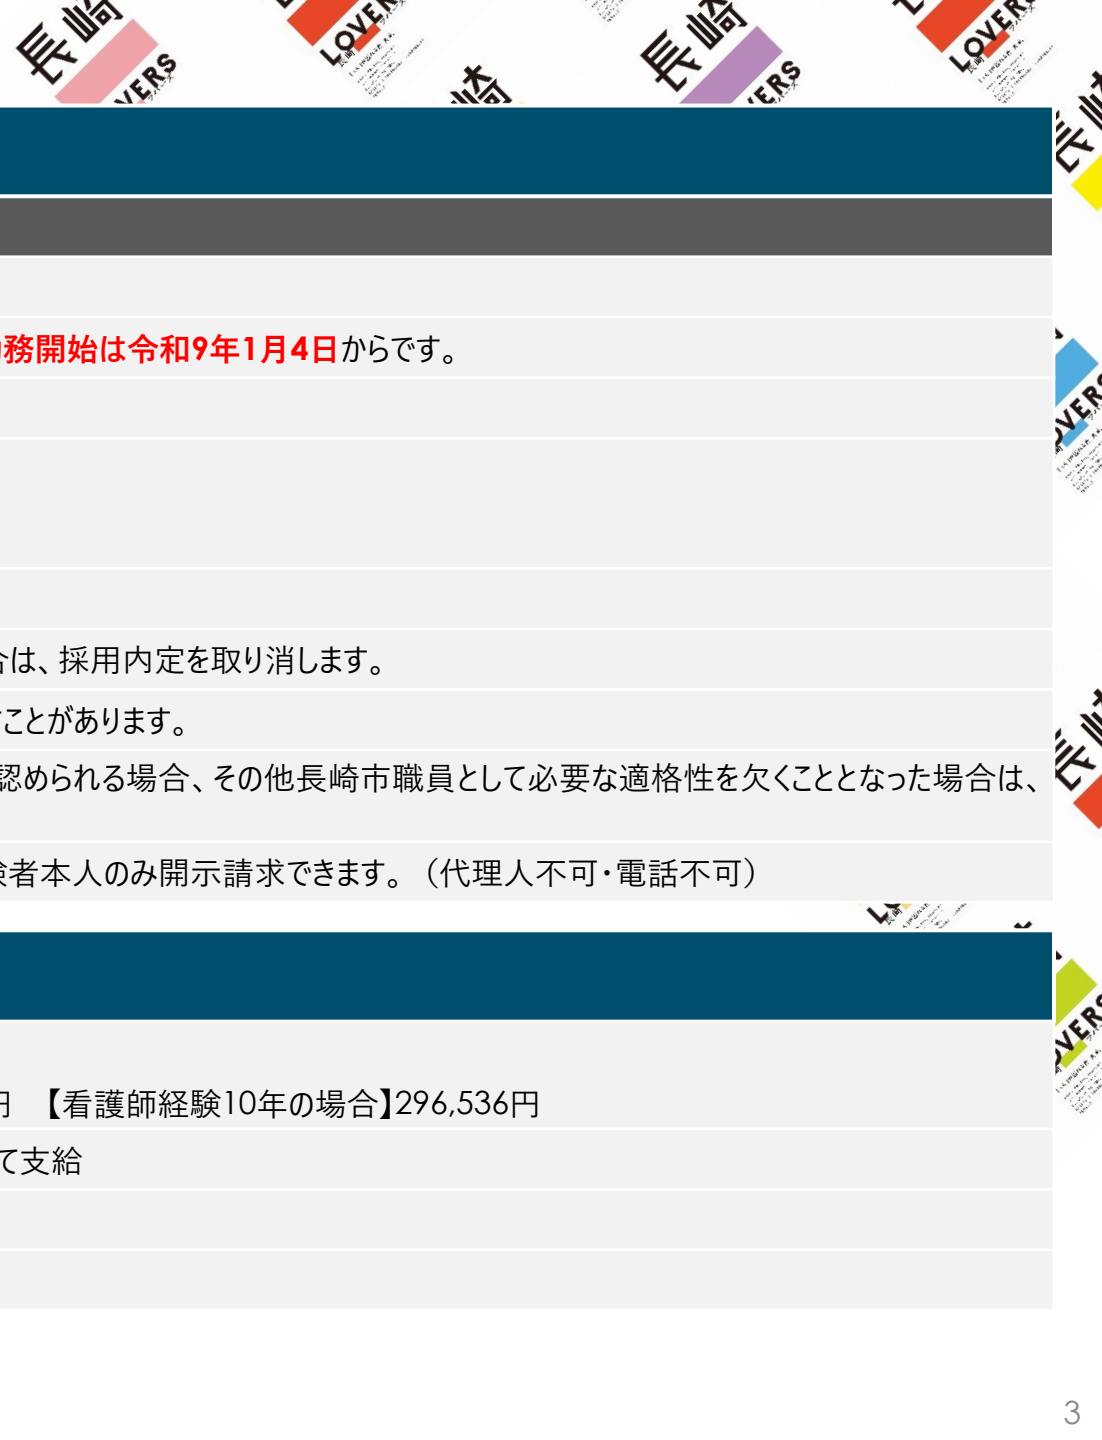 長崎
LOVERS
長崎
LOVERS
長崎
務開始は令和9年1月4日からです。
合は、採用内定を取り消します。
ことがあります。
認められる場合、その他長崎市職員として必要な適格性を欠くこととなった場合は、
者本人のみ開示請求できます。（代理人不可・電話不可）
円 【看護師経験10年の場合】296,536円
て支給
3